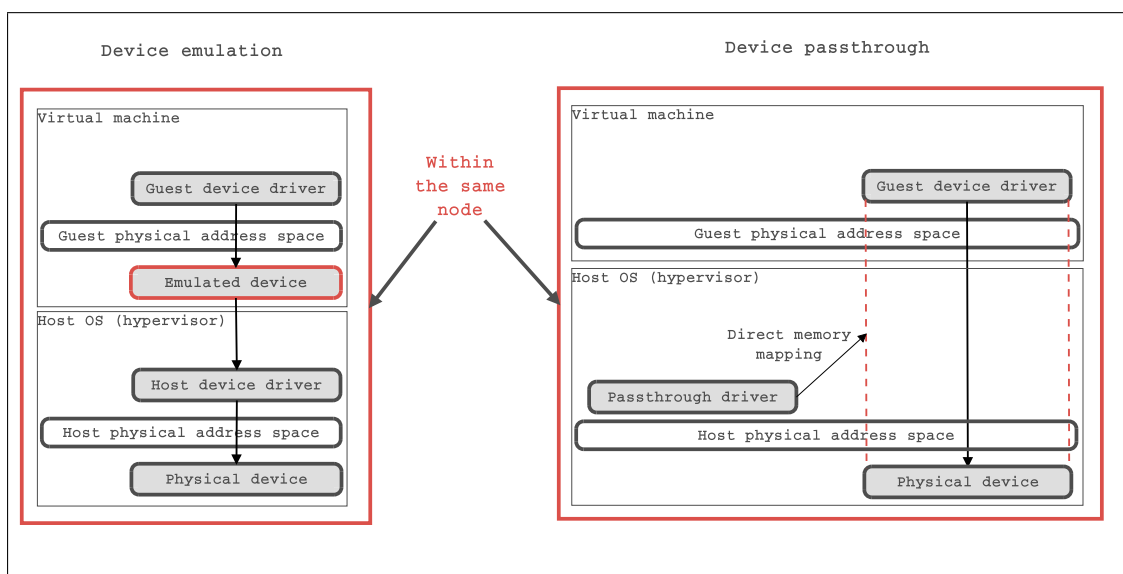 Device emulation
Device passthrough
Virtual machine
Guest device driver
Guest physical address space
Emulated device
Host OS (hypervisor)
Host device driver
Host physical address space
Physical device
Within
the same
node
Virtual machine
Guest device driver
Guest physical address space
Host OS (hypervisor)
Direct memory
mapping
Passthrough driver
Host physical address space
Physical device